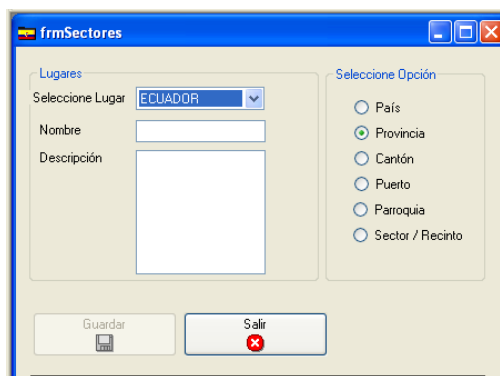 frmSectores
Lugares
Seleccione Lugar ECUADOR
Nombre
Descripción
Seleccione Opción
País
Provincia
Cantón
Puerto
Parroquia
Sector / Recinto
Guardar
Salir